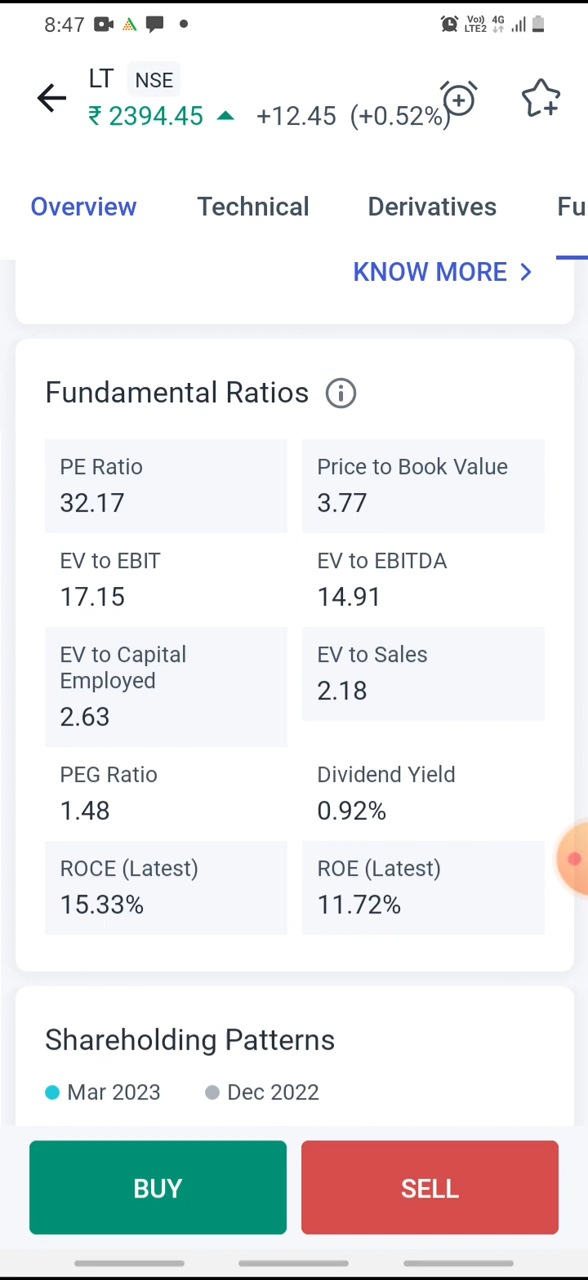 8:47 Vo)) 4G LTE2
LT NSE
₹ 2394.45 ▲ +12.45 (+0.52%)
Overview Technical Derivatives Fu
KNOW MORE >
Fundamental Ratios
PE Ratio Price to Book Value
32.17 3.77
EV to EBIT EV to EBITDA
17.15 14.91
EV to Capital EV to Sales
Employed 2.18
2.63
PEG Ratio Dividend Yield
1.48 0.92%
ROCE (Latest) ROE (Latest)
15.33% 11.72%
Shareholding Patterns
Mar 2023 Dec 2022
BUY SELL